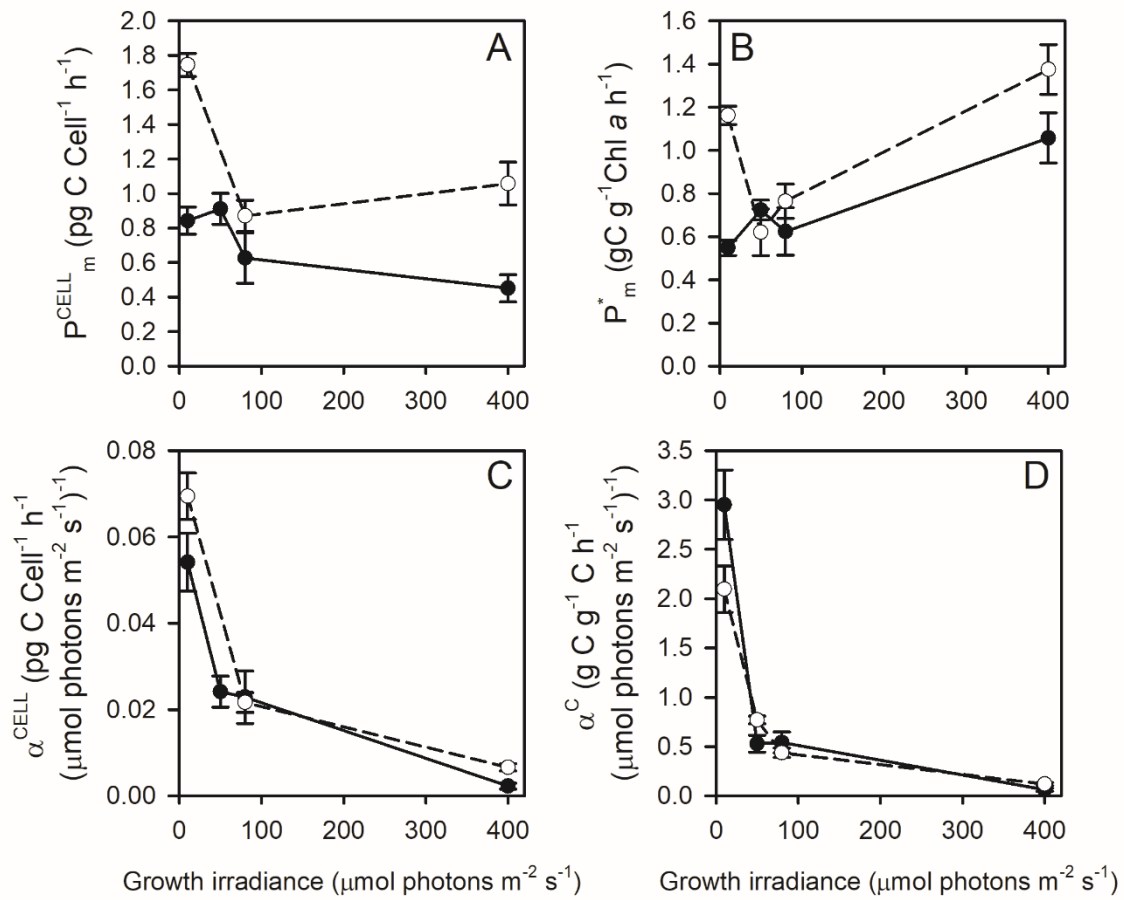 A
P^CELL_m (pg C Cell⁻¹ h⁻¹)
2.0
1.8
1.6
1.4
1.2
1.0
0.8
0.6
0.4
0.2
0.0
0 100 200 300 400
B
P^*_m (gC g⁻¹Chl a h⁻¹)
1.6
1.4
1.2
1.0
0.8
0.6
0.4
0.2
0.0
0 100 200 300 400
C
α^CELL (pg C Cell⁻¹ h⁻¹
(μmol photons m⁻² s⁻¹)⁻¹)
0.08
0.06
0.04
0.02
0.00
0 100 200 300 400
Growth irradiance (μmol photons m⁻² s⁻¹)
D
α^C (g C g⁻¹ C h⁻¹
(μmol photons m⁻² s⁻¹)⁻¹)
3.5
3.0
2.5
2.0
1.5
1.0
0.5
0.0
0 100 200 300 400
Growth irradiance (μmol photons m⁻² s⁻¹)